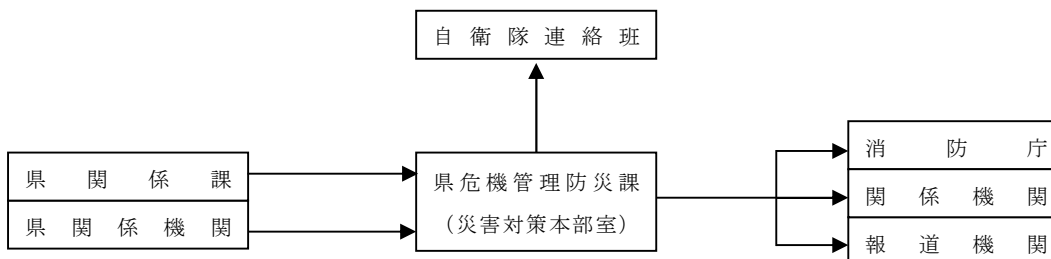 自衛隊連絡班
県関係課
県関係機関
県危機管理防災課
（災害対策本部室）
消防庁
関係機関
報道機関